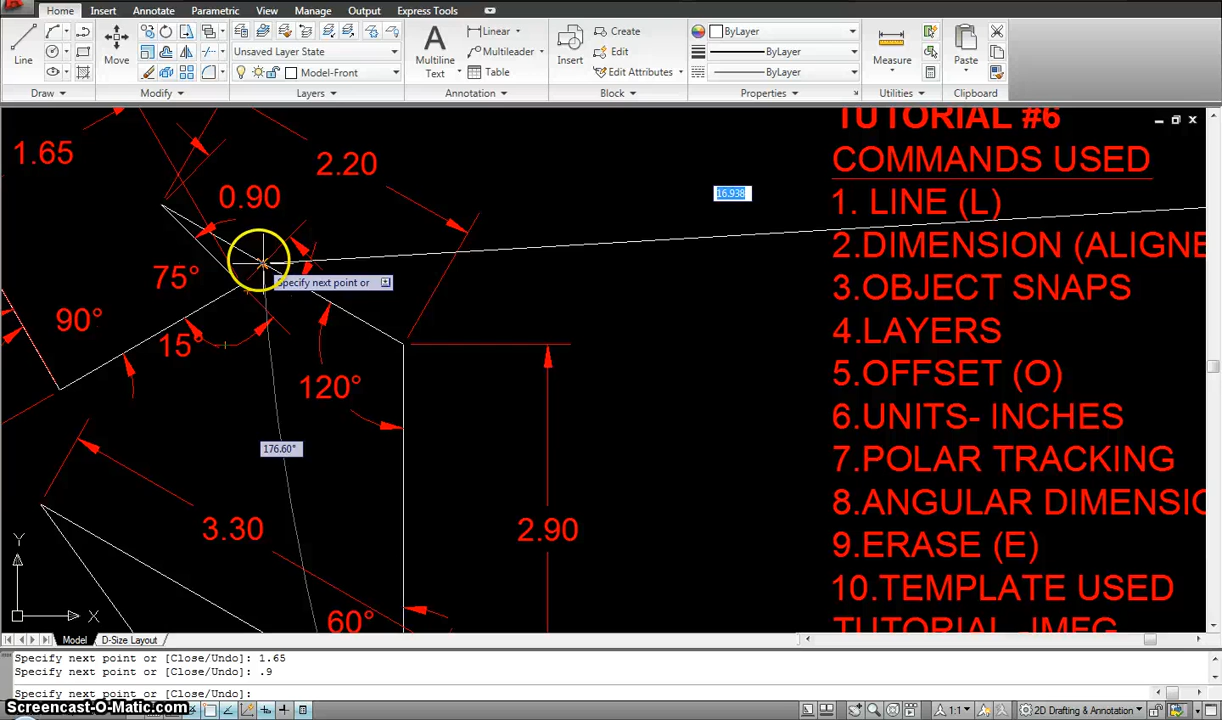 Home Insert Annotate Parametric View Manage Output Express Tools
Line
Move
Unsaved Layer State
Model-Front
Multiline
Text
Linear
Multileader
Table
Insert
Create
Edit
Edit Attributes
ByLayer
ByLayer
ByLayer
Measure
Paste
Draw Modify Layers Annotation Block Properties Utilities Clipboard
TUTORIAL #6
COMMANDS USED
1. LINE (L)
2.DIMENSION (ALIGNE
3.OBJECT SNAPS
4.LAYERS
5.OFFSET (O)
6.UNITS- INCHES
7.POLAR TRACKING
8.ANGULAR DIMENSIO
9.ERASE (E)
10.TEMPLATE USED
TUTORIAL -IMFG
1.65
2.20
0.90
16.938
75°
Specify next point or
90°
15°
120°
176.60°
3.30
2.90
60°
Y
X
Model D-Size Layout
Specify next point or [Close/Undo]: 1.65
Specify next point or [Close/Undo]: .9
Specify next point or [Close/Undo]:
Screencast-O-Matic.com
1:1
2D Drafting & Annotation